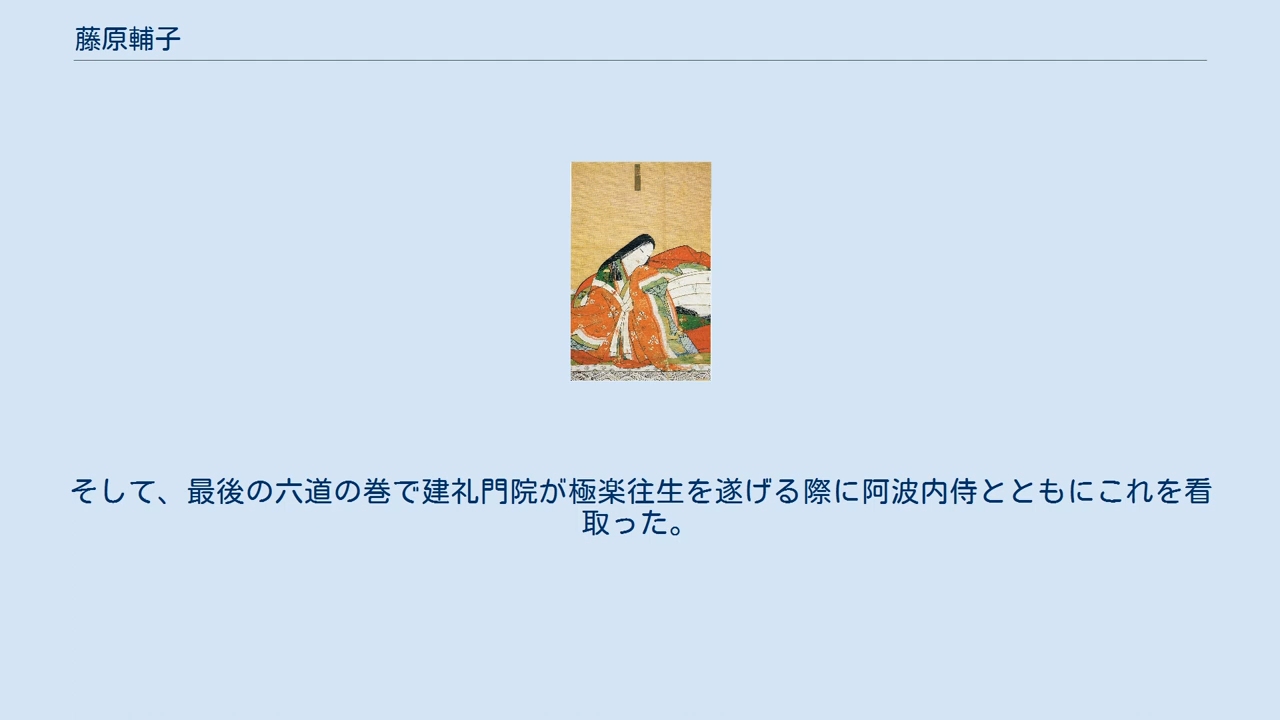 藤原輔子
そして、最後の六道の巻で建礼門院が極楽往生を遂げる際に阿波内侍とともにこれを看
取った。